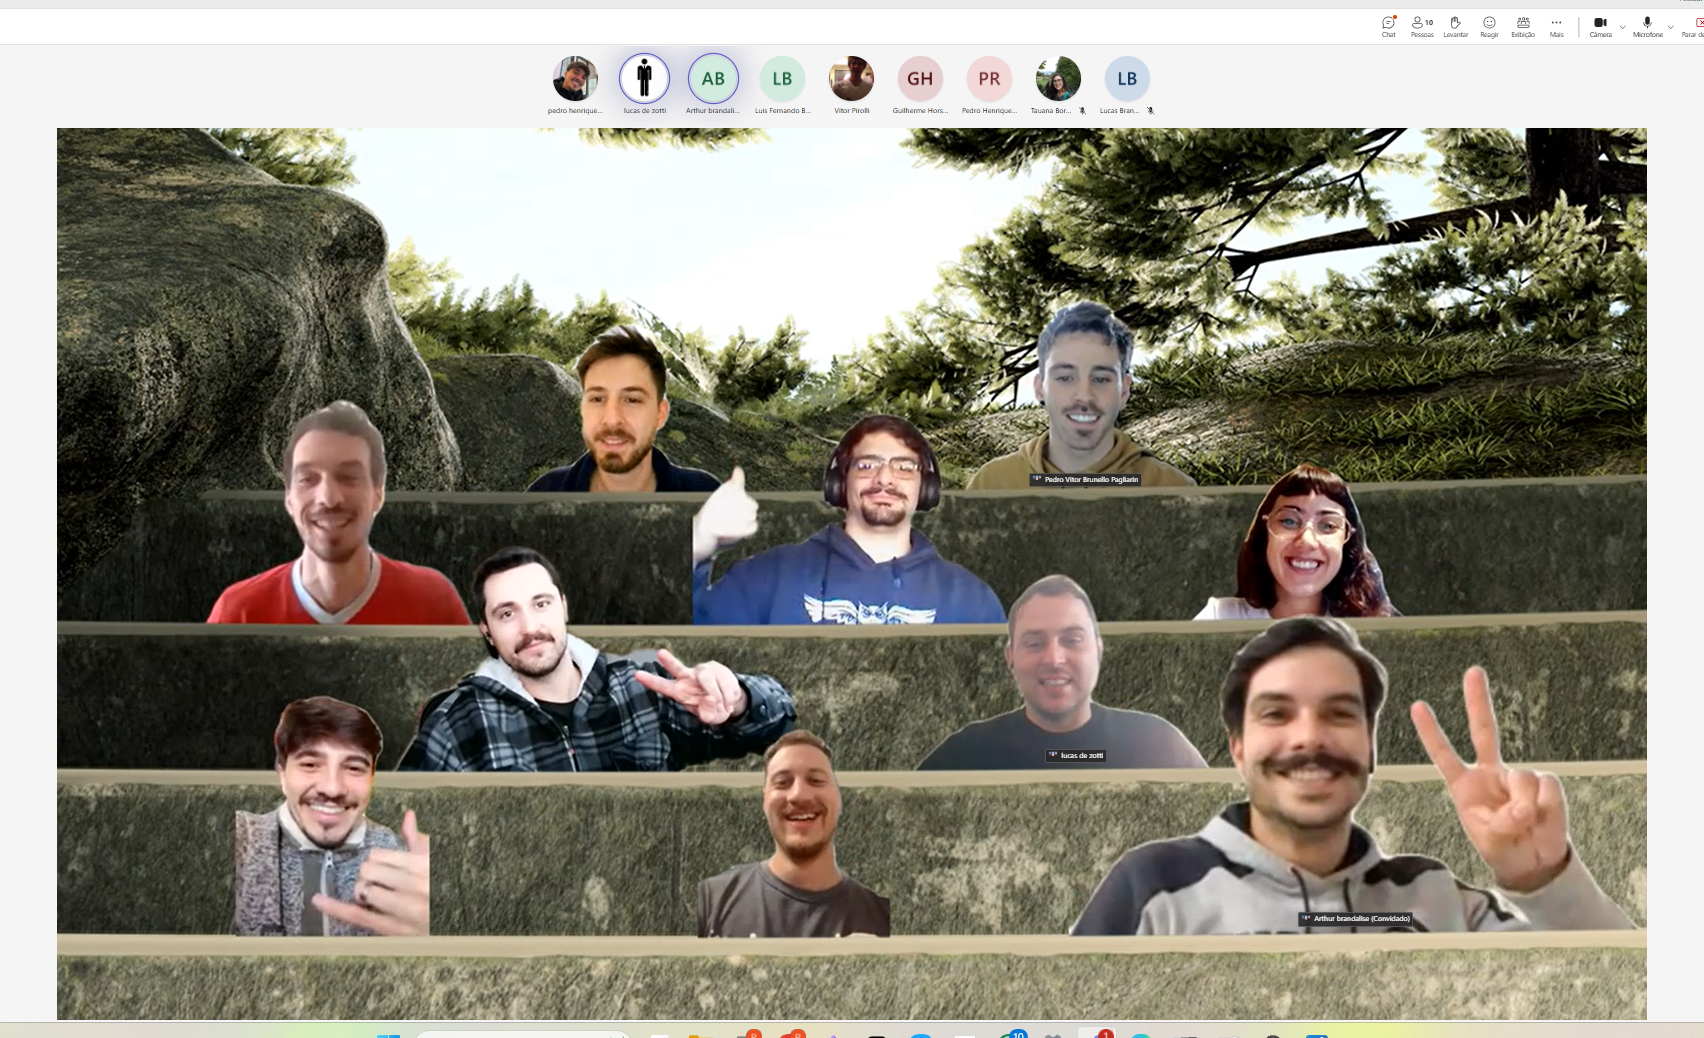 10
Chat
Pessoas
Levantar
Reagir
Exibição
Mais
Câmera
Microfone
Parar de
AB
LB
GH
PR
LB
pedro henrique...
lucas de zotti
Arthur brandali...
Luis Fernando B...
Vitor Pirolli
Guilherme Hors...
Pedro Henrique...
Tauana Bor...
Lucas Bran...
Pedro Vitor Brunello Pagliarin
lucas de zotti
Arthur brandalise (Convidado)
10
1